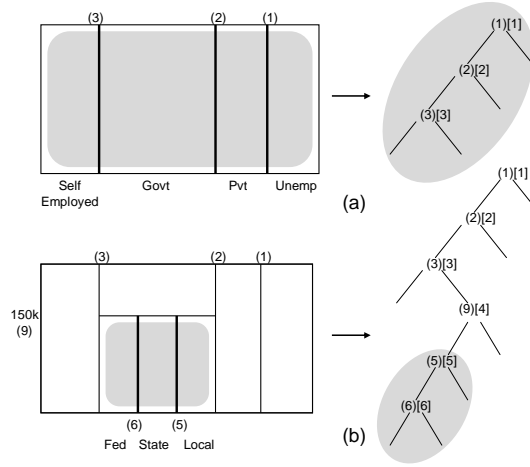 (3) (2) (1)
Self Employed Govt Pvt Unemp
(1)[1]
(2)[2]
(3)[3]
(a)
(3) (2) (1)
150k
(9)
(6) (5)
Fed State Local
(1)[1]
(2)[2]
(3)[3]
(9)[4]
(5)[5]
(6)[6]
(b)